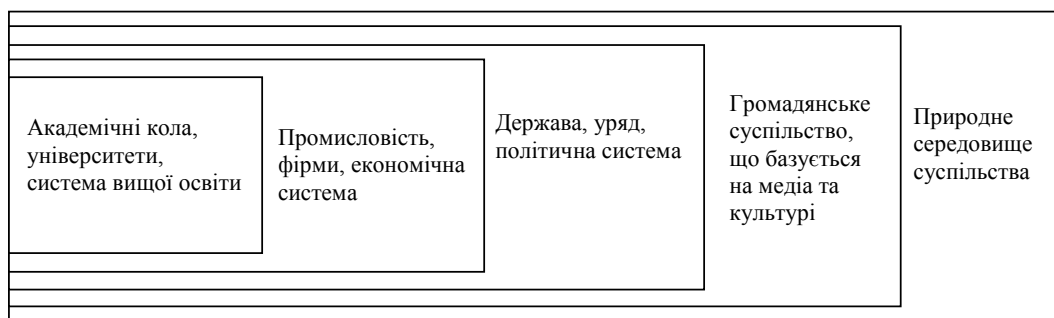 Академічні кола,
університети,
система вищої освіти
Промисловість,
фірми, економічна
система
Держава, уряд,
політична система
Громадянське
суспільство,
що базується
на медіа та
культурі
Природне
середовище
суспільства